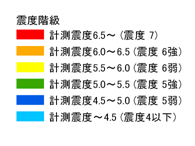 震度階級
計測震度6.5～ (震度 7)
計測震度6.0～6.5 (震度 6強)
計測震度5.5～6.0 (震度 6弱)
計測震度5.0～5.5 (震度 5強)
計測震度4.5～5.0 (震度 5弱)
計測震度～4.5 (震度4以下)